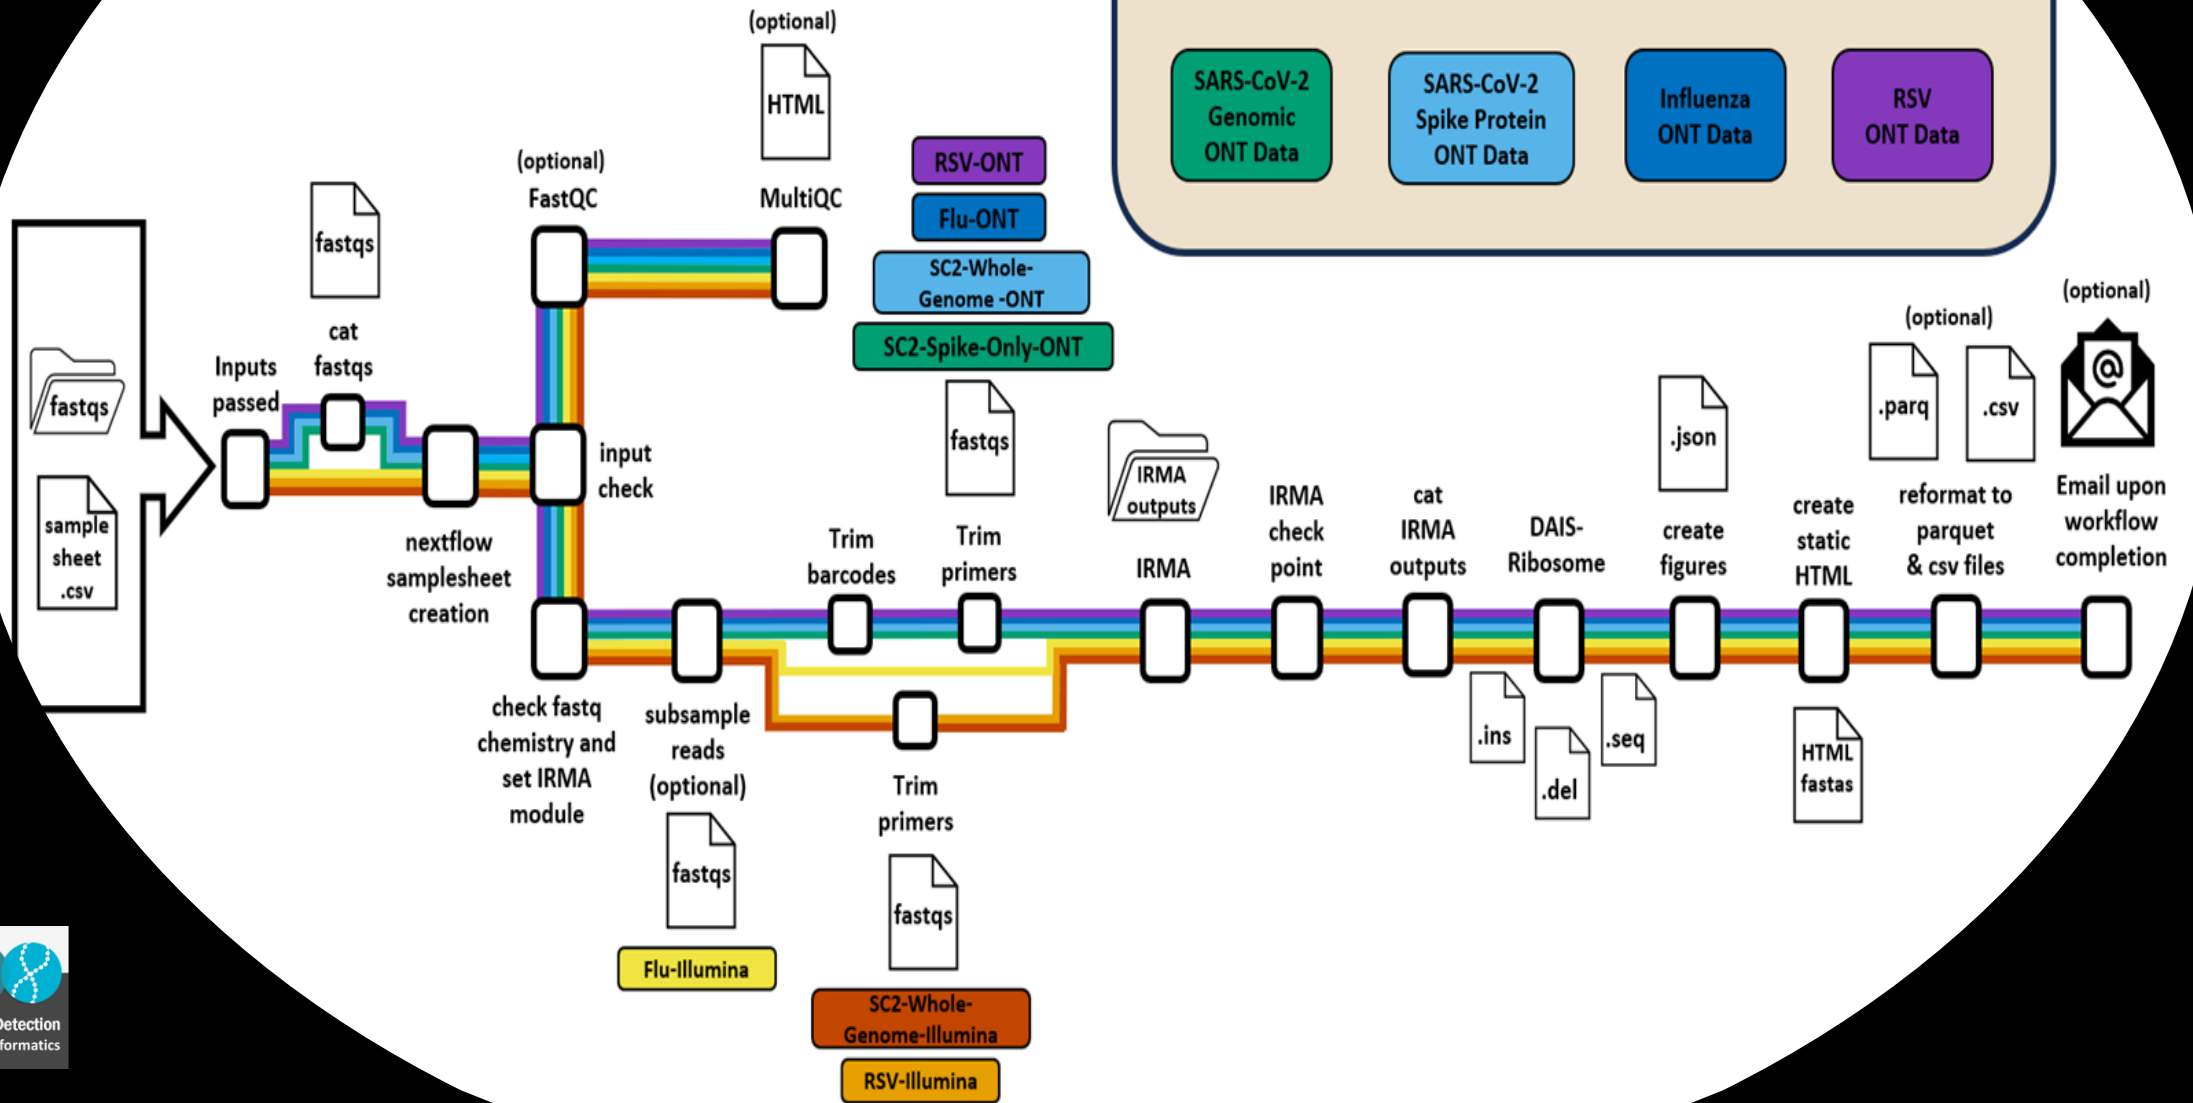 (optional)
HTML
MultiQC
SARS-CoV-2
Genomic
ONT Data
SARS-CoV-2
Spike Protein
ONT Data
Influenza
ONT Data
RSV
ONT Data
(optional)
FastQC
RSV-ONT
Flu-ONT
SC2-Whole-
Genome -ONT
SC2-Spike-Only-ONT
fastqs
fastqs
cat
fastqs
Inputs
passed
fastqs
sample
sheet
.csv
nextflow
samplesheet
creation
input
check
check fastq
chemistry and
set IRMA
module
subsample
reads
(optional)
fastqs
Flu-Illumina
Trim
barcodes
Trim
primers
Trim
primers
fastqs
SC2-Whole-
Genome-Illumina
RSV-Illumina
IRMA
outputs
IRMA
IRMA
check
point
cat
IRMA
outputs
DAIS-
Ribosome
.ins
.del
.seq
.json
create
figures
create
static
HTML
HTML
fastas
(optional)
.parq
.csv
reformat to
parquet
& csv files
(optional)
@
Email upon
workflow
completion
Detection
formatics